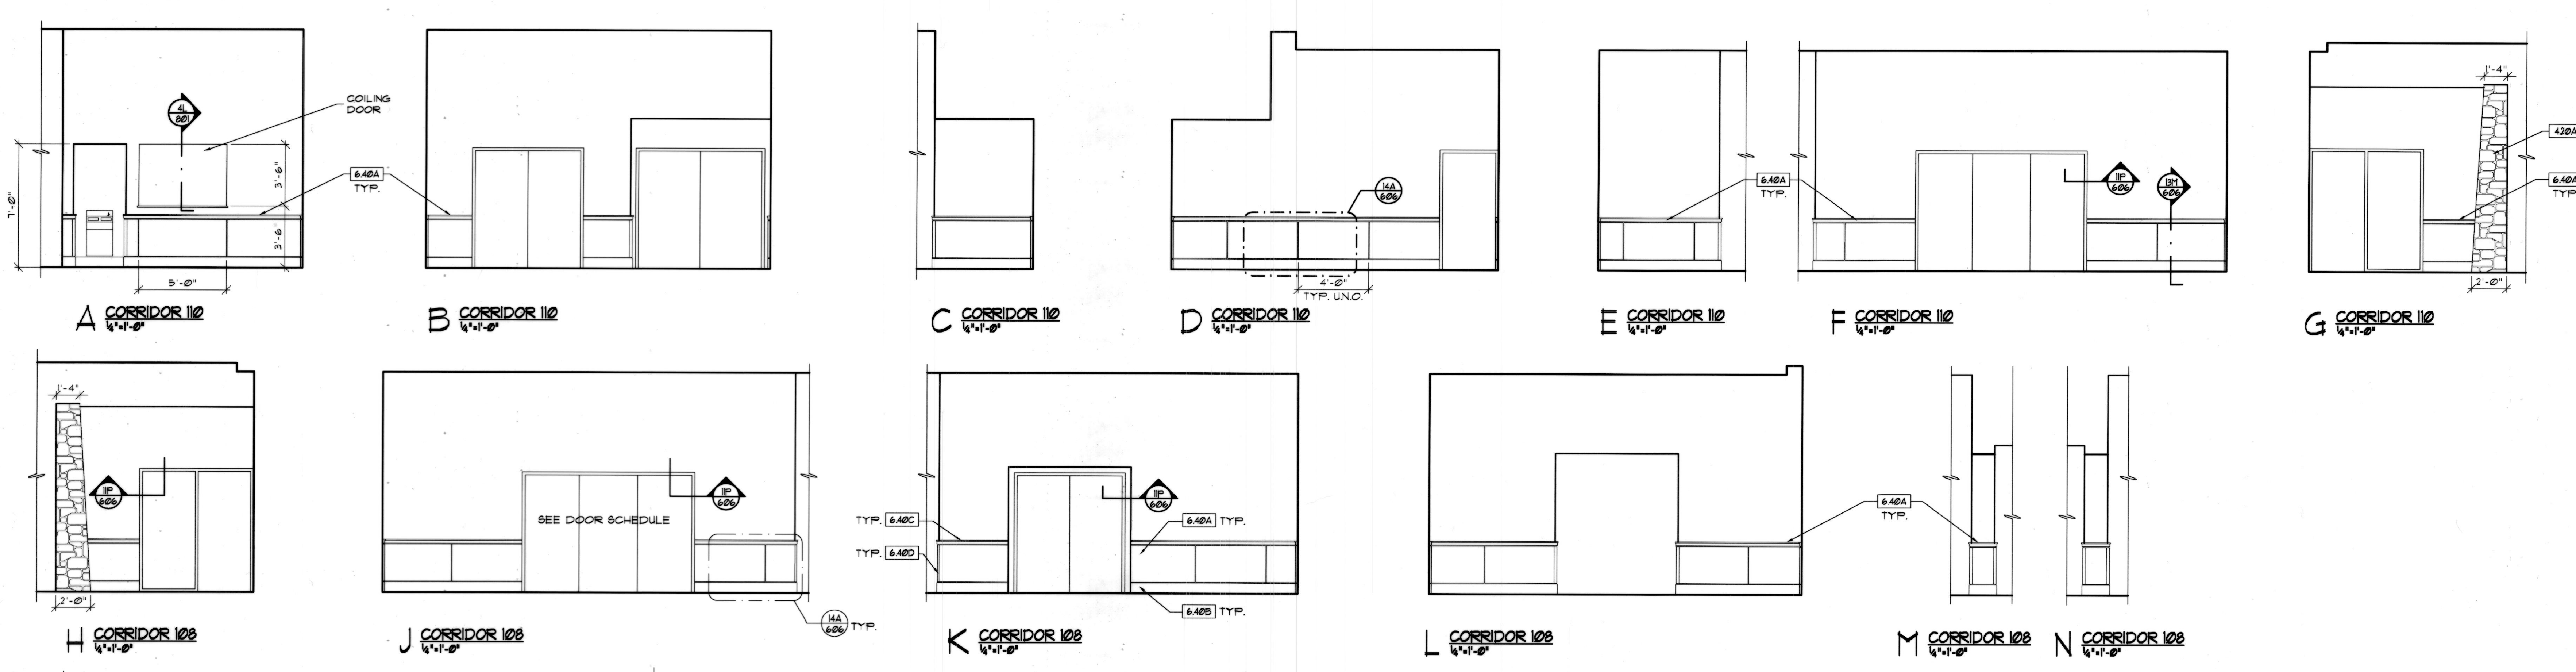 4L
801
COILING
DOOR
7'-0"
3'-6"
3'-6"
5'-0"
6.40A
TYP.
A CORRIDOR 110
1/4"=1'-0"
B CORRIDOR 110
1/4"=1'-0"
C CORRIDOR 110
1/4"=1'-0"
14A
606
4'-0"
TYP. U.N.O.
D CORRIDOR 110
1/4"=1'-0"
6.40A
TYP.
E CORRIDOR 110
1/4"=1'-0"
11P
606
13M
606
F CORRIDOR 110
1/4"=1'-0"
1'-4"
4.20A
6.40A
TYP
2'-0"
G CORRIDOR 110
1/4"=1'-0"
1'-4"
11P
606
2'-0"
H CORRIDOR 108
1/4"=1'-0"
SEE DOOR SCHEDULE
11P
606
14A
606
TYP.
J CORRIDOR 108
1/4"=1'-0"
TYP. 6.40C
TYP. 6.40D
11P
606
6.40A TYP.
6.40B TYP.
K CORRIDOR 108
1/4"=1'-0"
L CORRIDOR 108
1/4"=1'-0"
6.40A
TYP.
M CORRIDOR 108
1/4"=1'-0"
N CORRIDOR 108
1/4"=1'-0"